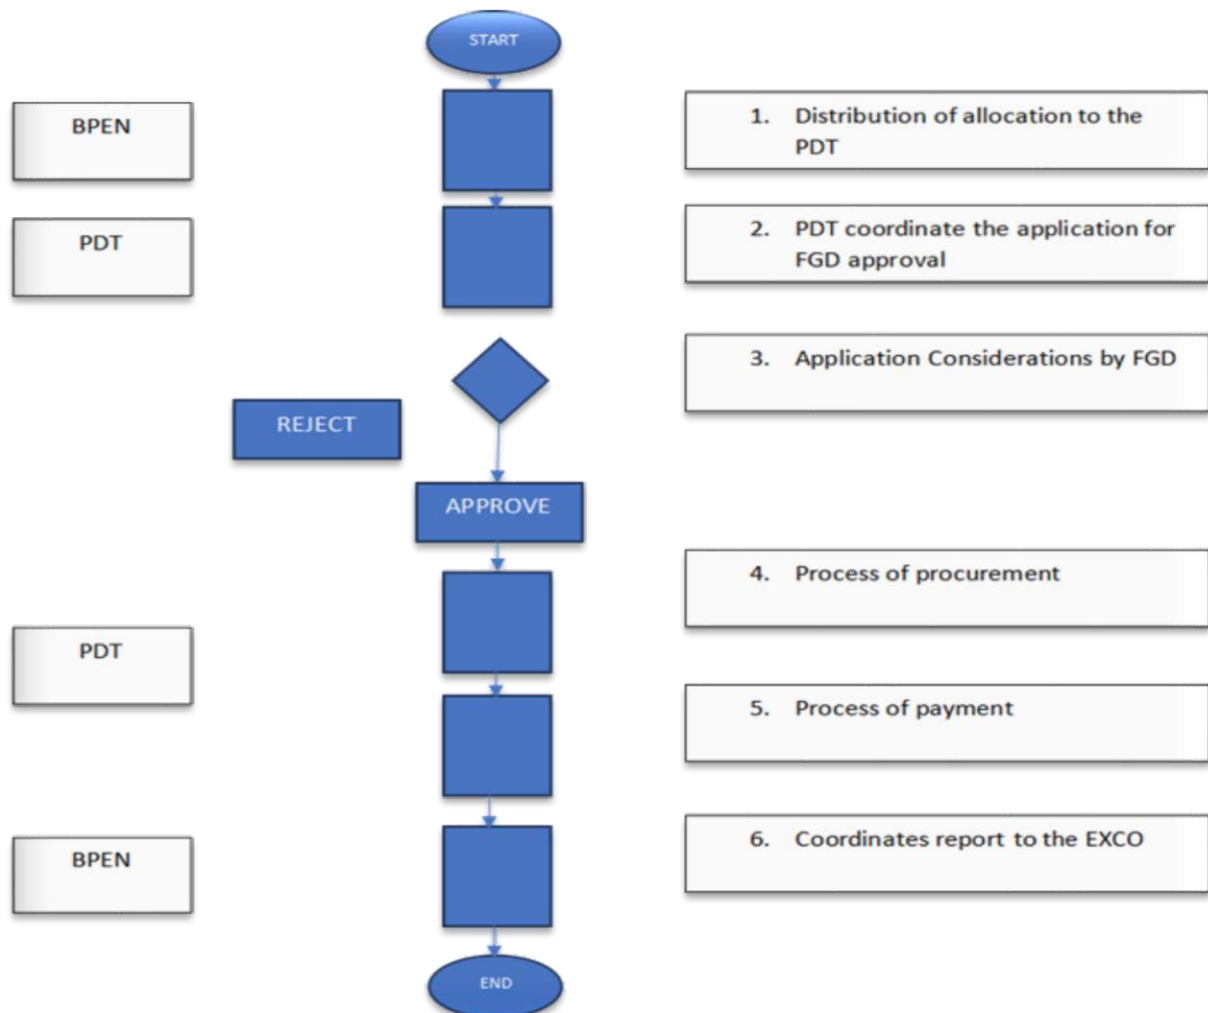 START
BPEN
1. Distribution of allocation to the
PDT
PDT
2. PDT coordinate the application for
FGD approval
3. Application Considerations by FGD
REJECT
APPROVE
4. Process of procurement
PDT
5. Process of payment
BPEN
6. Coordinates report to the EXCO
END